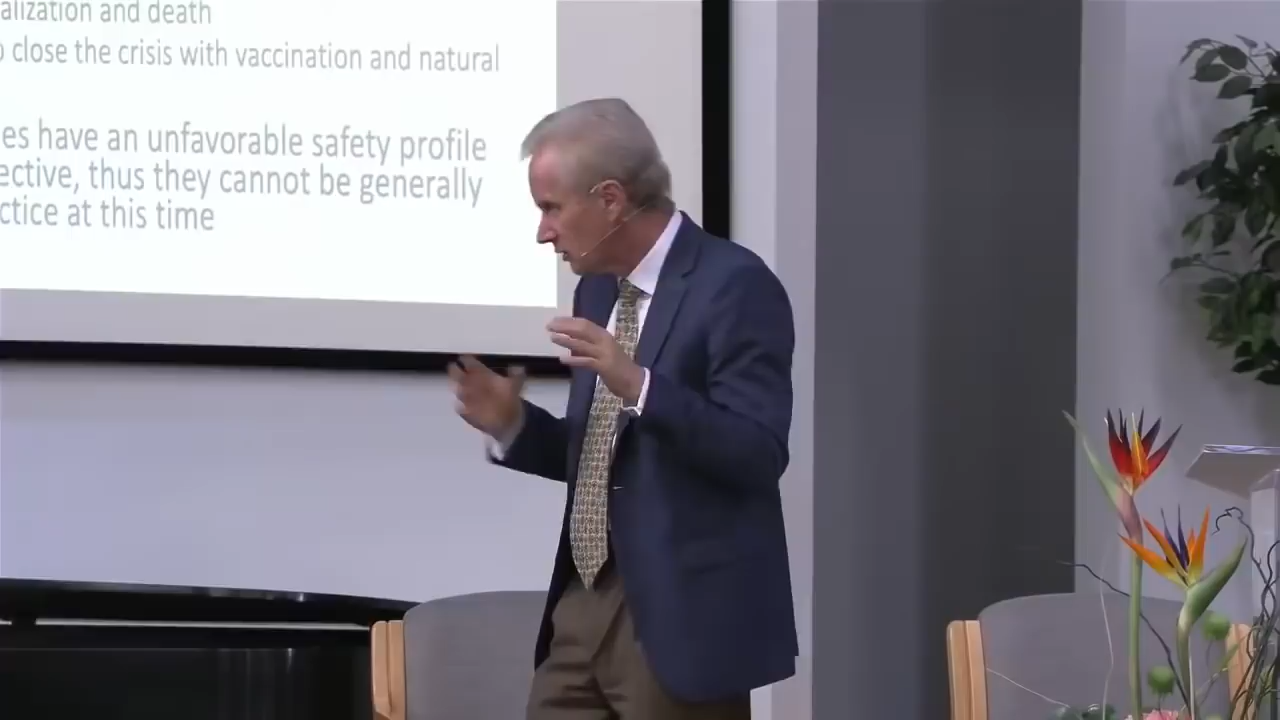 alization and death
close the crisis with vaccination and natural
es have an unfavorable safety profile
ective, thus they cannot be generally
ctice at this time